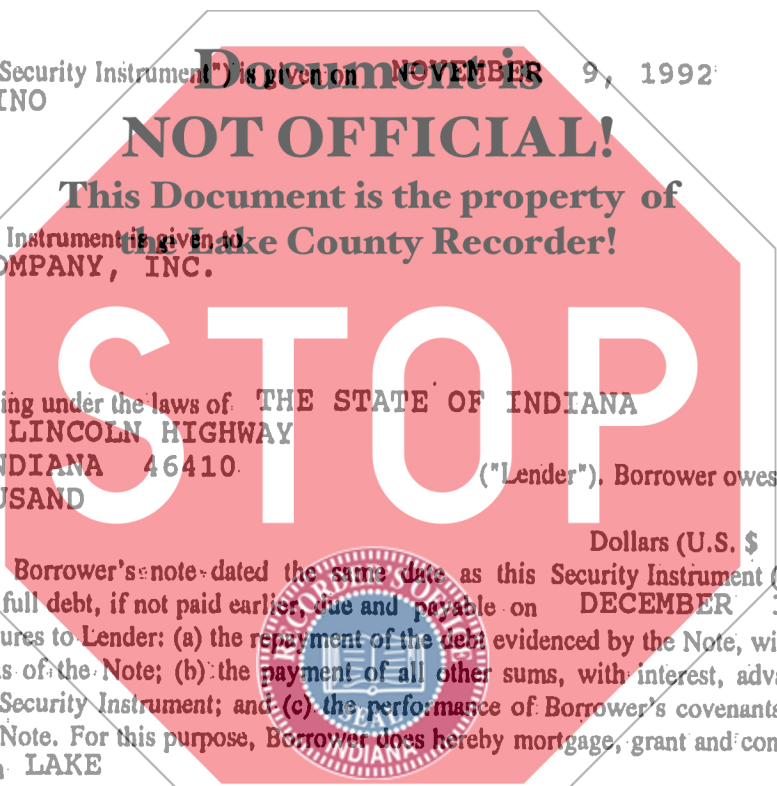 Document is
NOT OFFICIAL!
This Document is the property of
the Lake County Recorder!
STOP
Security Instrument") is given on NOVEMBER 9, 1992
INO
Instrument is given to
OMPANY, INC.
ing under the laws of THE STATE OF INDIANA
LINCOLN HIGHWAY
NDIANA 46410
("Lender"). Borrower owes
USAND
Dollars (U.S. $
Borrower's note dated the same date as this Security Instrument (
full debt, if not paid earlier, due and payable on DECEMBER
ures to Lender: (a) the repayment of the debt evidenced by the Note, wi
s of the Note; (b) the payment of all other sums, with interest, adva
Security Instrument; and (c) the performance of Borrower's covenants
Note. For this purpose, Borrower does hereby mortgage, grant and con
LAKE
RECORDER'S OFFICE
SEAL
INDIANA